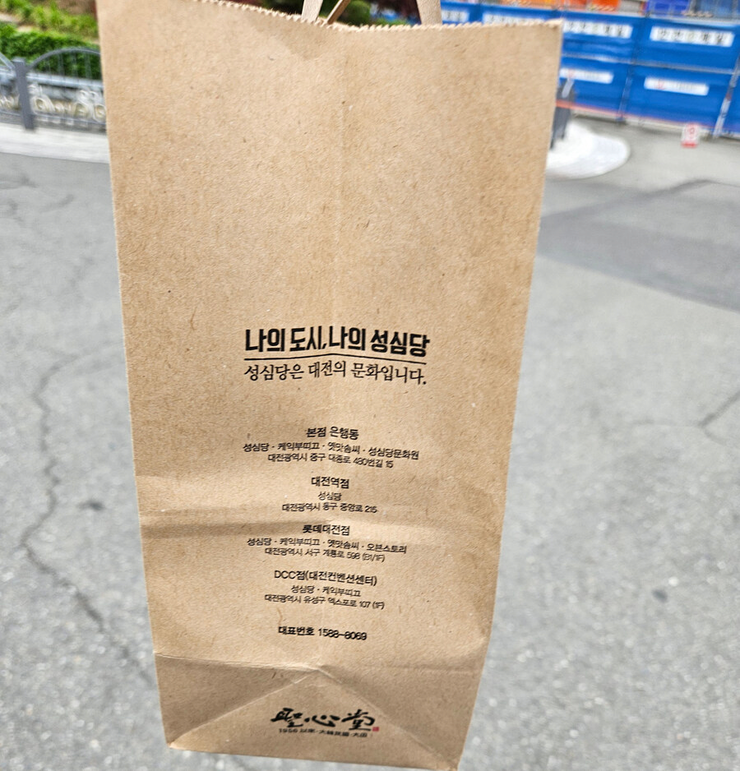 나의 도시, 나의 성심당
성심당은 대전의 문화입니다.
본점 은행동
성심당 · 케익부띠끄 · 옛맛솜씨 · 성심당문화원
대전광역시 중구 대종로 480번길 15
대전역점
성심당
대전광역시 동구 중앙로 215
롯데대전점
성심당 · 케익부띠끄 · 옛맛솜씨 · 오븐스토리
대전광역시 서구 계룡로 598 (B1/1F)
DCC점(대전컨벤션센터)
성심당 · 케익부띠끄
대전광역시 유성구 엑스포로 107 (1F)
대표번호 1588-8069
聖心堂
1956 以來